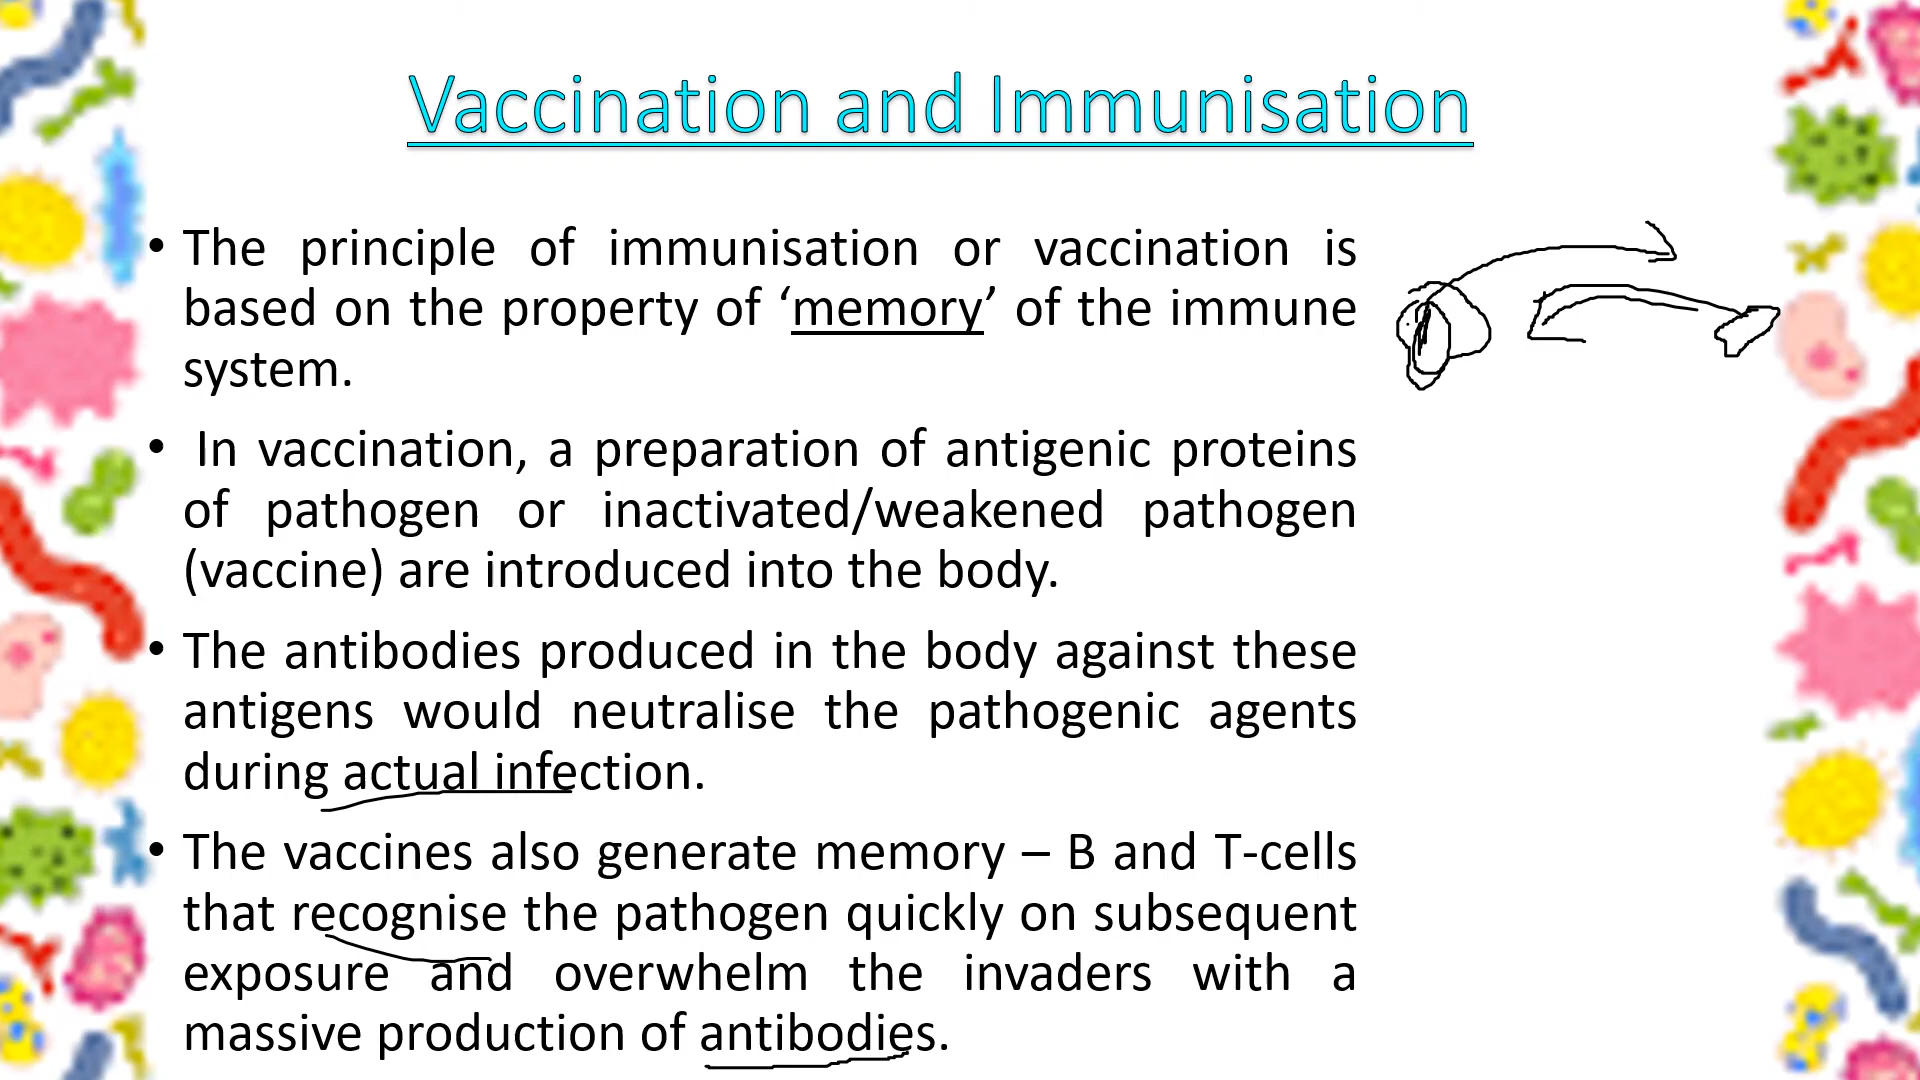 Vaccination and Immunisation
• The principle of immunisation or vaccination is
based on the property of ‘memory’ of the immune
system.
• In vaccination, a preparation of antigenic proteins
of pathogen or inactivated/weakened pathogen
(vaccine) are introduced into the body.
• The antibodies produced in the body against these
antigens would neutralise the pathogenic agents
during actual infection.
• The vaccines also generate memory – B and T-cells
that recognise the pathogen quickly on subsequent
exposure and overwhelm the invaders with a
massive production of antibodies.